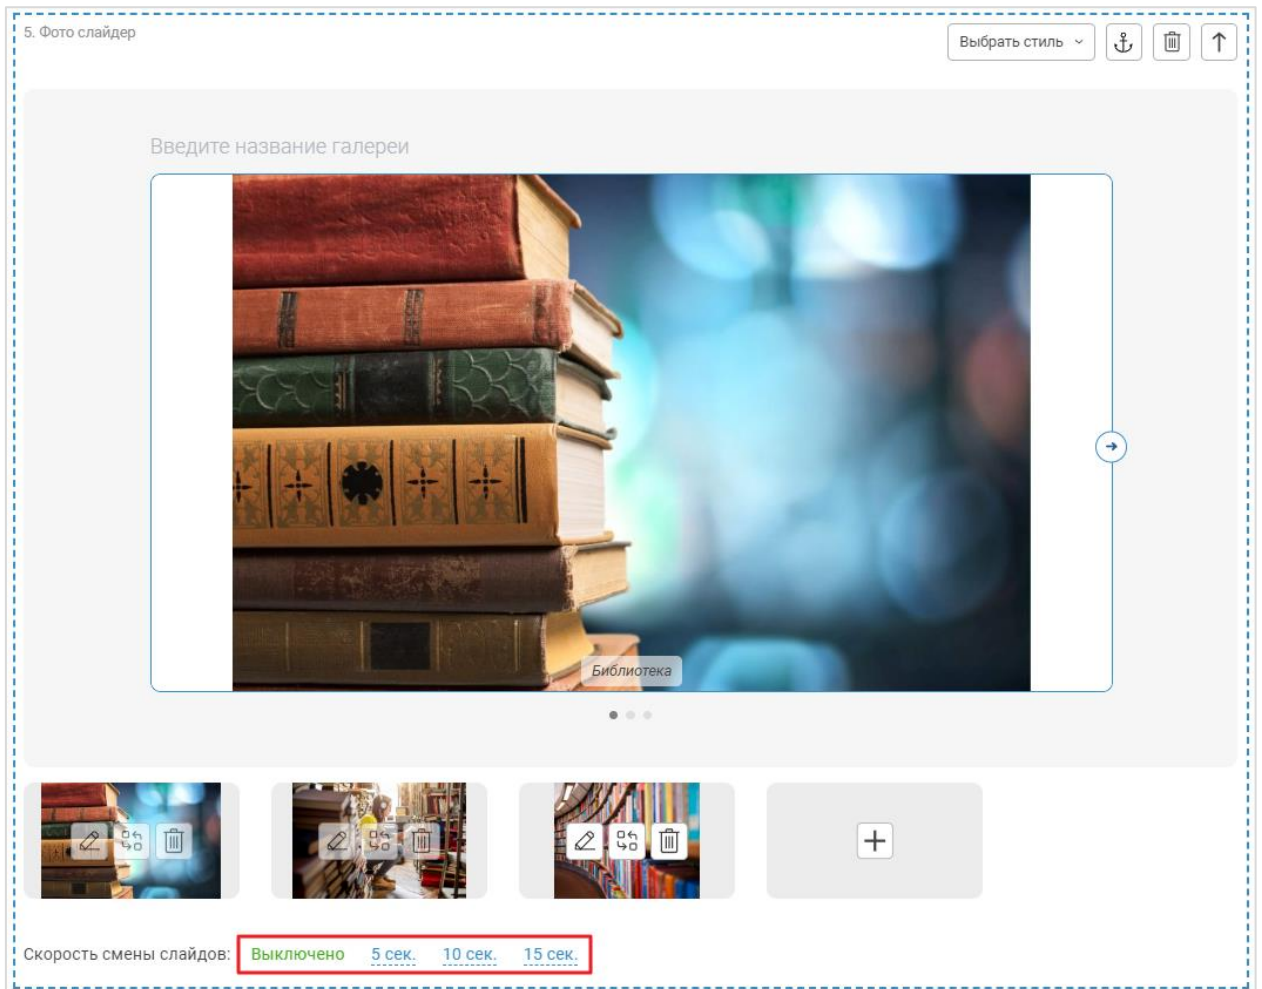 5. Фото слайдер
Выбрать стиль
Введите название галереи
Библиотека
Скорость смены слайдов: Выключено 5 сек. 10 сек. 15 сек.